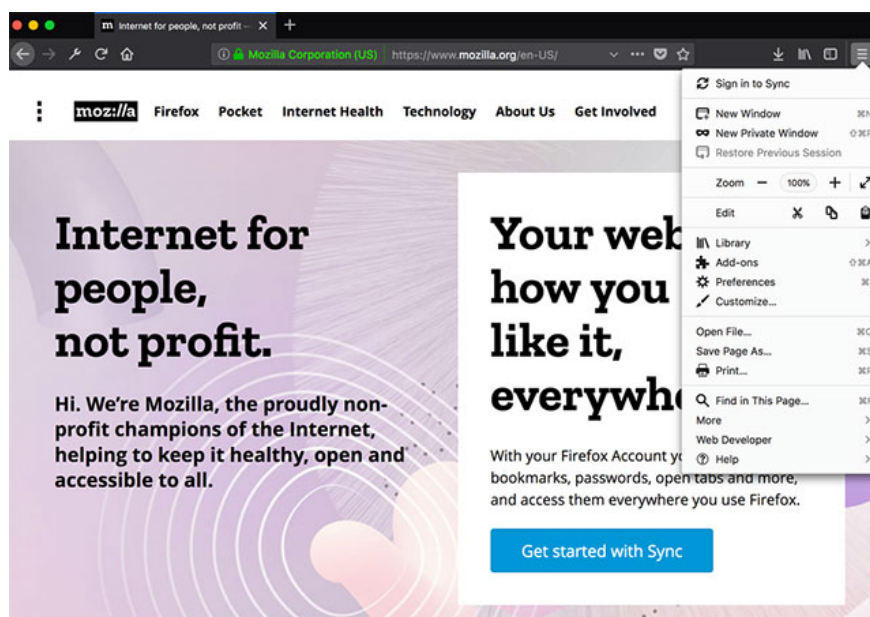 m Internet for people, not profit —
Mozilla Corporation (US) https://www.mozilla.org/en-US/
moz://a Firefox Pocket Internet Health Technology About Us Get Involved
Internet for
people,
not profit.
Hi. We're Mozilla, the proudly non-
profit champions of the Internet,
helping to keep it healthy, open and
accessible to all.
Your web
how you
like it,
everywhe
With your Firefox Account yo
bookmarks, passwords, open tabs and more,
and access them everywhere you use Firefox.
Get started with Sync
Sign in to Sync
New Window ⌘N
New Private Window ⇧⌘P
Restore Previous Session
Zoom − 100% +
Edit
Library
Add-ons ⇧⌘A
Preferences ⌘
Customize...
Open File... ⌘O
Save Page As... ⌘S
Print... ⌘P
Find in This Page... ⌘F
More
Web Developer
Help